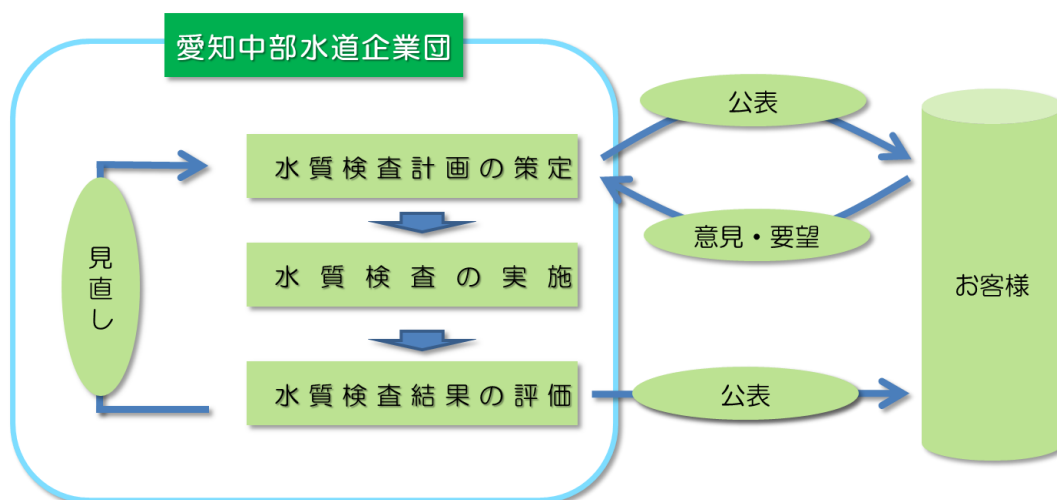 愛知中部水道企業団
公表
水質検査計画の策定
意見・要望
見直し
水質検査の実施
お客様
水質検査結果の評価
公表